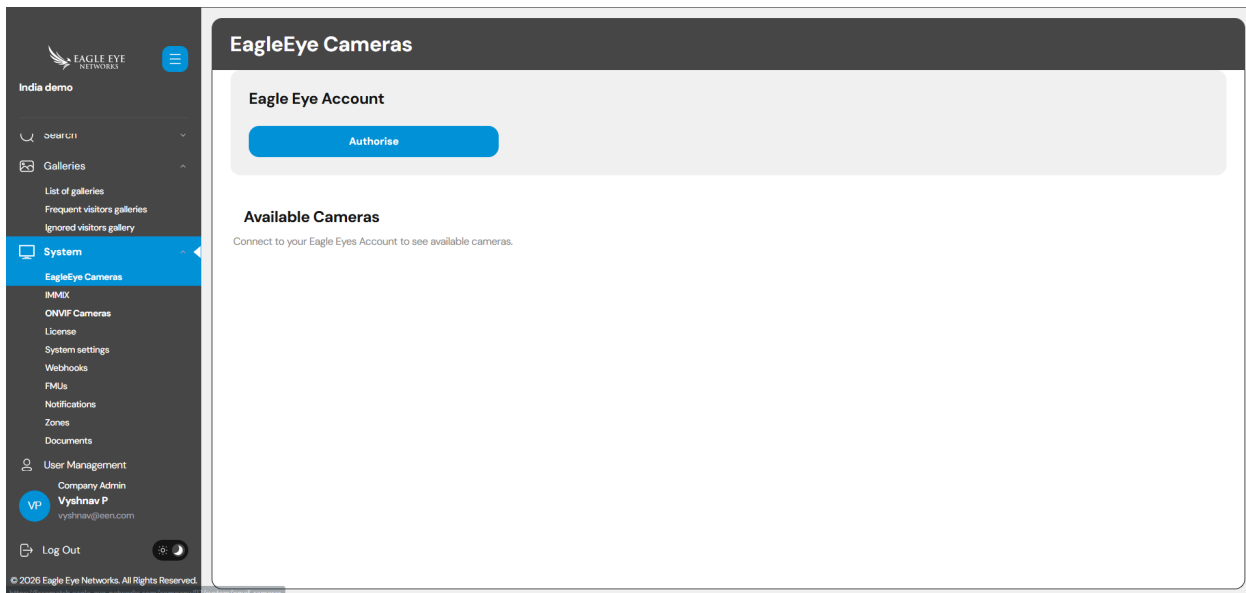 EAGLE EYE
NETWORKS
India demo
Search
Galleries
List of galleries
Frequent visitors galleries
Ignored visitors gallery
System
EagleEye Cameras
IMMIX
ONVIF Cameras
License
System settings
Webhooks
FMUs
Notifications
Zones
Documents
User Management
Company Admin
VP
Vyshnav P
vyshnav@een.com
Log Out
© 2026 Eagle Eye Networks. All Rights Reserved.
EagleEye Cameras
Eagle Eye Account
Authorise
Available Cameras
Connect to your Eagle Eyes Account to see available cameras.